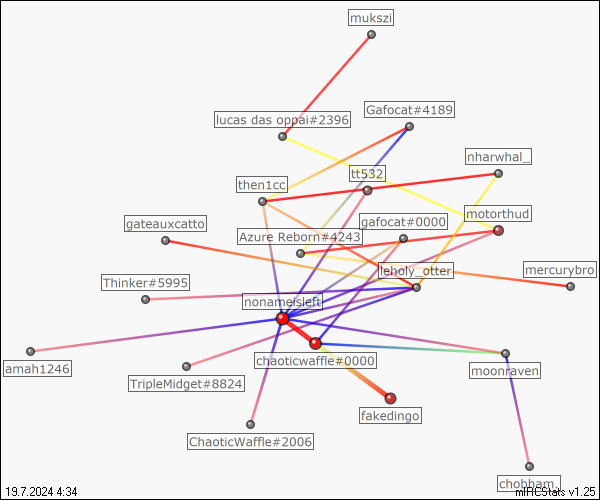 mukszi
Gafocat#4189
lucas das oppai#2396
nharwhal_
tt532
then1cc
motorthud
gafocat#0000
gateauxcatto
Azure Reborn#4243
leholy_otter
mercurybro
Thinker#5995
nonameisleft
chaoticwaffle#0000
amah1246
moonraven
TripleMidget#8824
fakedingo
ChaoticWaffle#2006
chobham.
19.7.2024 4:34
mIRCStats v1.25